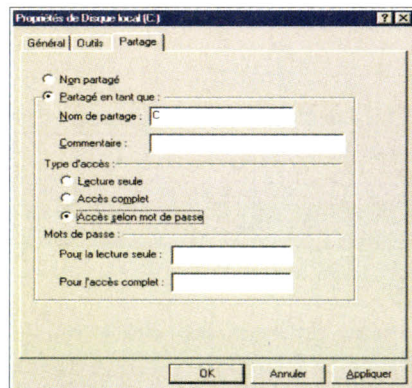 Propriétés de Disque local (C:)
Général Outils Partage
Non partagé
Partagé en tant que :
Nom de partage : C
Commentaire :
Type d'accès :
Lecture seule
Accès complet
Accès selon mot de passe
Mots de passe :
Pour la lecture seule :
Pour l'accès complet :
OK Annuler Appliquer